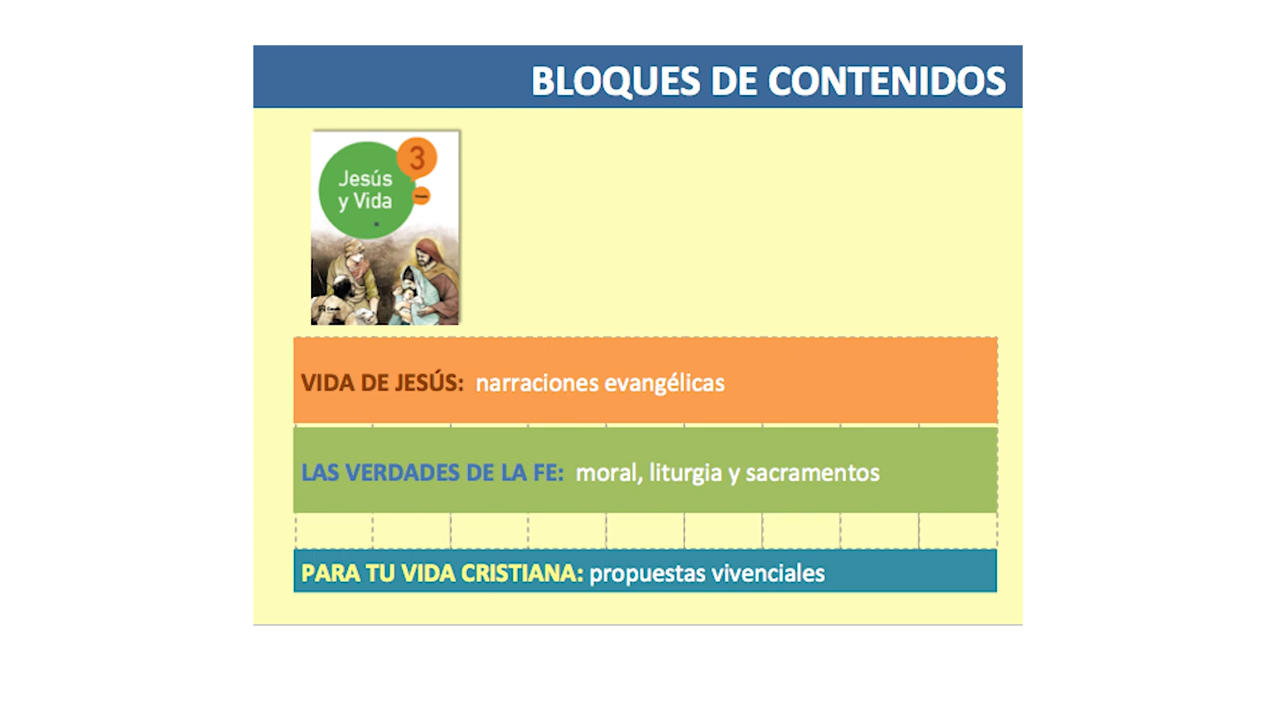 BLOQUES DE CONTENIDOS
3
Jesús
y Vida
VIDA DE JESÚS: narraciones evangélicas
LAS VERDADES DE LA FE: moral, liturgia y sacramentos
PARA TU VIDA CRISTIANA: propuestas vivenciales